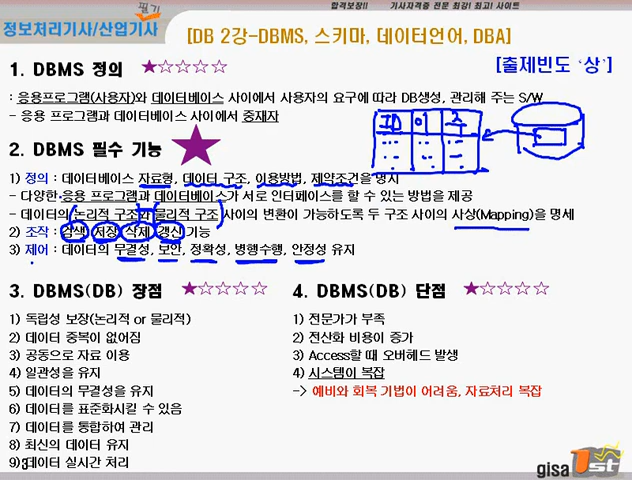 합격보장!! 기사자격증 전문 최강! 최고! 사이트
필기
정보처리기사/산업기사
[DB 2강-DBMS, 스키마, 데이터언어, DBA]
1. DBMS 정의 ★☆☆☆☆
[출제빈도 ‘상’]
: 응용프로그램(사용자)와 데이터베이스 사이에서 사용자의 요구에 따라 DB생성, 관리해 주는 S/W
- 응용 프로그램과 데이터베이스 사이에서 중재자
ID 이 2
2. DBMS 필수 기능 ★
1) 정의 : 데이터베이스 자료형, 데이터 구조, 이용방법, 제약조건을 명시
- 다양한 응용 프로그램과 데이터베이스가 서로 인터페이스를 할 수 있는 방법을 제공
- 데이터의 논리적 구조와 물리적 구조 사이의 변환이 가능하도록 두 구조 사이의 사상(Mapping)을 명세
2) 조작 : 검색, 저장, 삭제, 갱신 기능
3) 제어 : 데이터의 무결성, 보안, 정확성, 병행수행, 안정성 유지
3. DBMS(DB) 장점 ★☆☆☆☆
1) 독립성 보장(논리적 or 물리적)
2) 데이터 중복이 없어짐
3) 공동으로 자료 이용
4) 일관성을 유지
5) 데이터의 무결성을 유지
6) 데이터를 표준화시킬 수 있음
7) 데이터를 통합하여 관리
8) 최신의 데이터 유지
9) 데이터 실시간 처리
4. DBMS(DB) 단점 ★☆☆☆☆
1) 전문가가 부족
2) 전산화 비용이 증가
3) Access할 때 오버헤드 발생
4) 시스템이 복잡
-> 예비와 회복 기법이 어려움, 자료처리 복잡
3
gisa 1st